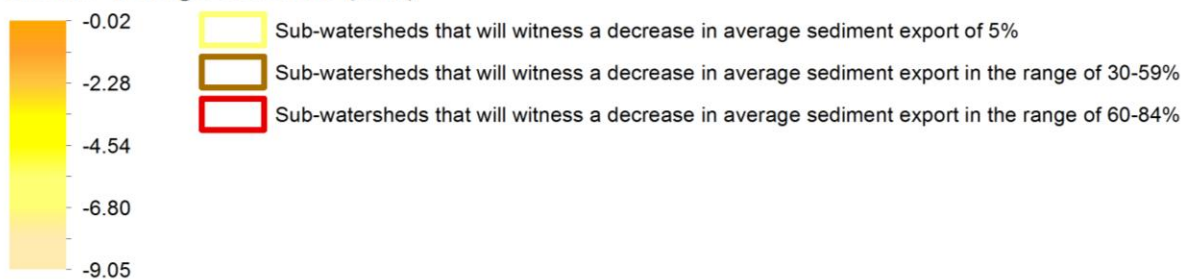 -0.02
-2.28
-4.54
-6.80
-9.05
Sub-watersheds that will witness a decrease in average sediment export of 5%
Sub-watersheds that will witness a decrease in average sediment export in the range of 30-59%
Sub-watersheds that will witness a decrease in average sediment export in the range of 60-84%